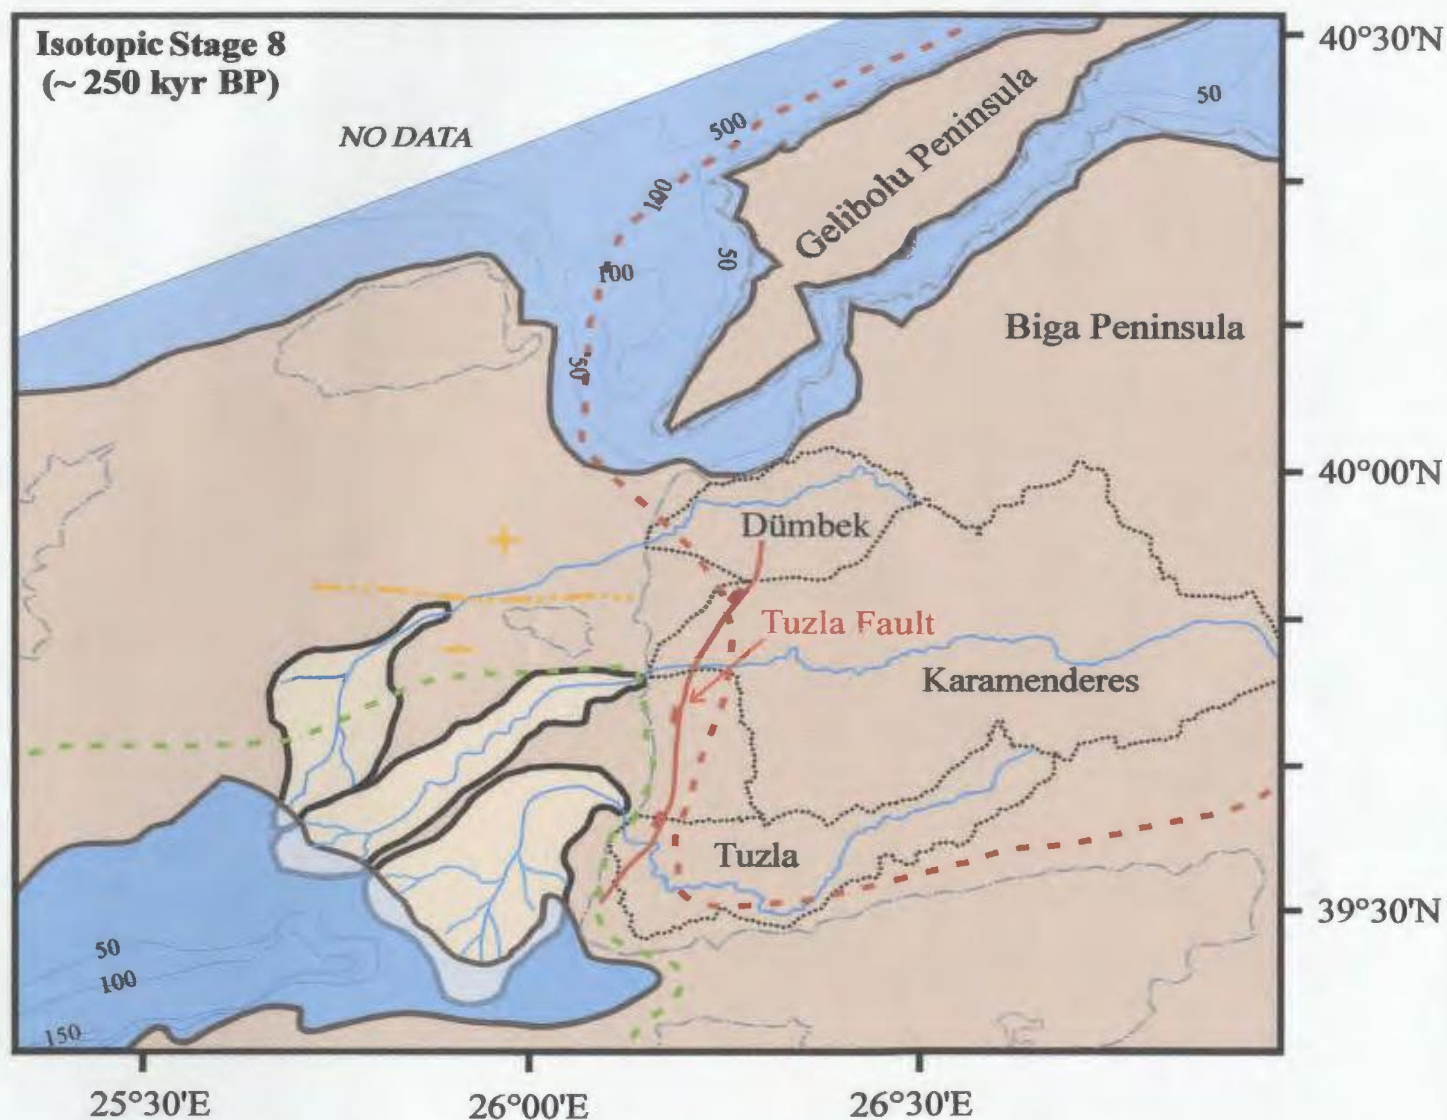 Isotopic Stage 8
(~ 250 kyr BP)
NO DATA
40°30'N
500
50
Gelibolu Peninsula
100
50
100
Biga Peninsula
50
40°00'N
Dümbek
+
Tuzla Fault
–
Karamenderes
Tuzla
39°30'N
50
100
150
25°30'E
26°00'E
26°30'E